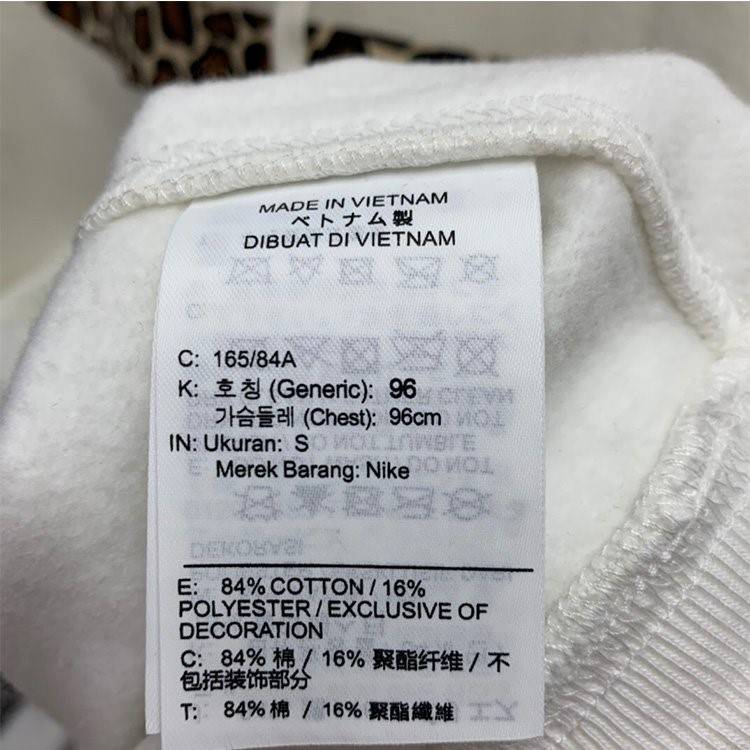 MADE IN VIETNAM
ベトナム製
DIBUAT DI VIETNAM
C: 165/84A
K: 호칭 (Generic): 96
가슴들레 (Chest): 96cm
IN: Ukuran: S
Merek Barang: Nike
E: 84% COTTON / 16%
POLYESTER / EXCLUSIVE OF
DECORATION
C: 84% 棉 / 16% 聚酯纤维 / 不
包括装饰部分
T: 84% 棉 / 16% 聚酯纖維